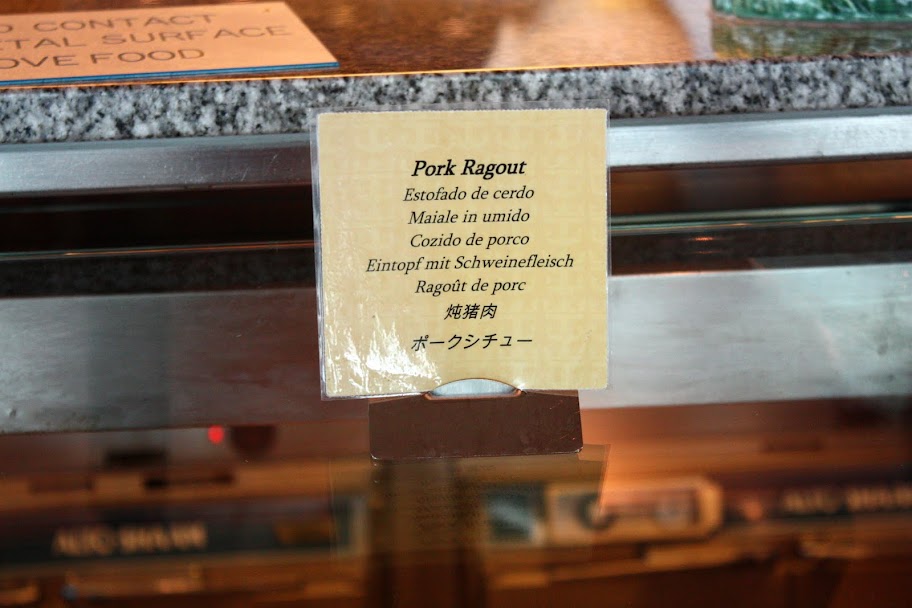 O CONTACT
TAL SURFACE
OVE FOOD
Pork Ragout
Estofado de cerdo
Maiale in umido
Cozido de porco
Eintopf mit Schweinefleisch
Ragoût de porc
炖猪肉
ポークシチュー